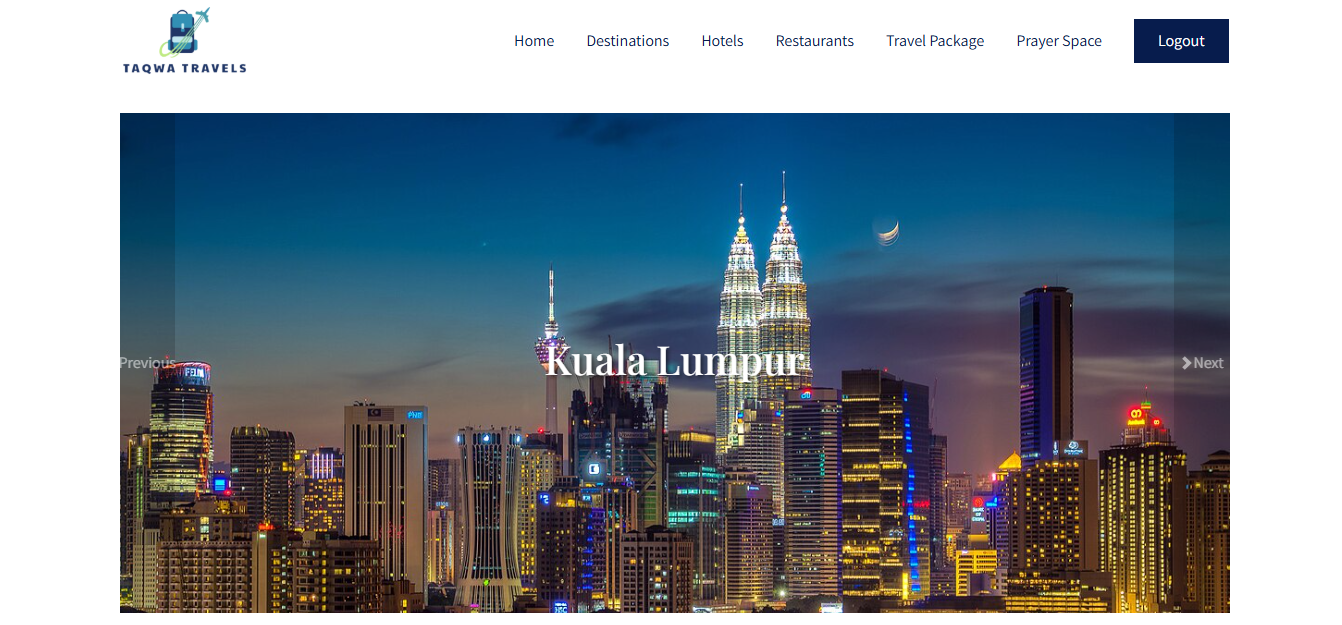 TAQWA TRAVELS
Home Destinations Hotels Restaurants Travel Package Prayer Space Logout
Kuala Lumpur
Previous
Next